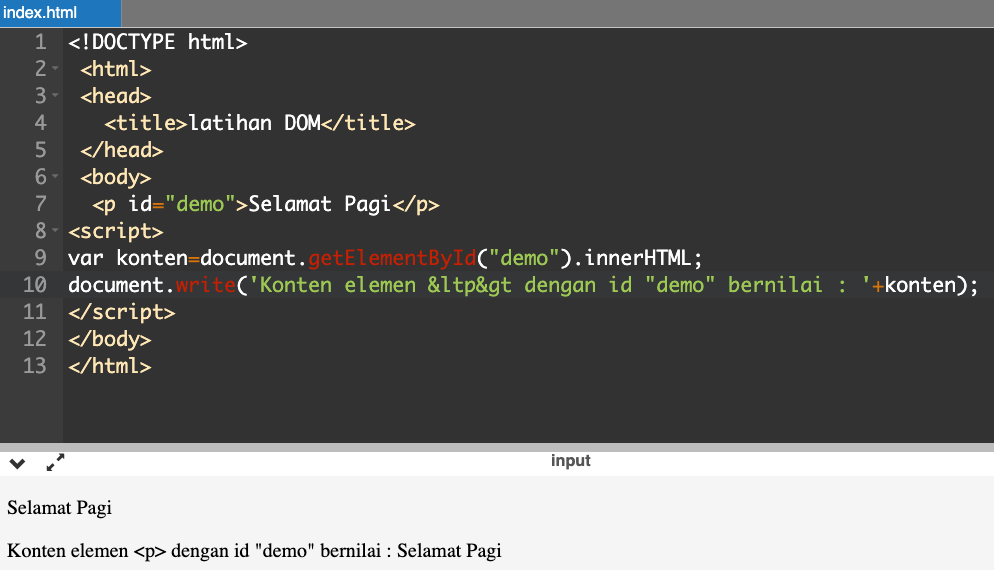 index.html
1 <!DOCTYPE html>
2 <html>
3 <head>
4 <title>latihan DOM</title>
5 </head>
6 <body>
7 <p id="demo">Selamat Pagi</p>
8 <script>
9 var konten=document.getElementById("demo").innerHTML;
10 document.write('Konten elemen &ltp&gt dengan id "demo" bernilai : '+konten);
11 </script>
12 </body>
13 </html>
input
Selamat Pagi
Konten elemen <p> dengan id "demo" bernilai : Selamat Pagi